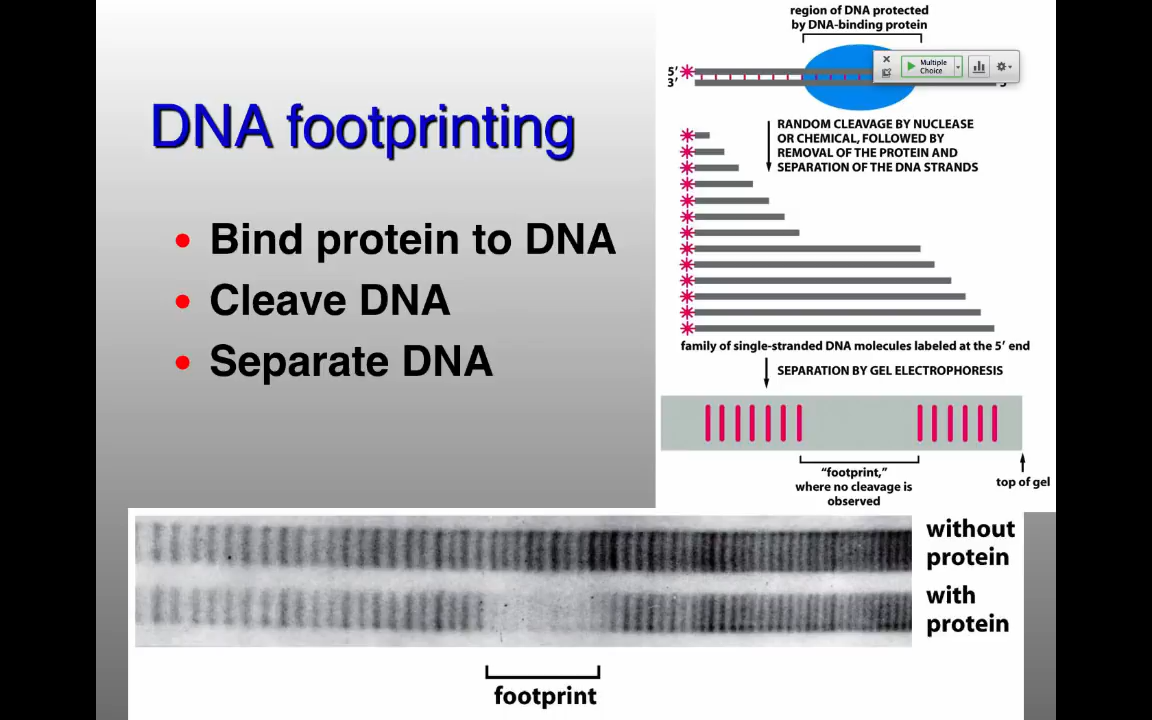 DNA footprinting
• Bind protein to DNA
• Cleave DNA
• Separate DNA
region of DNA protected
by DNA-binding protein
5′
3′
Multiple
Choice
RANDOM CLEAVAGE BY NUCLEASE
OR CHEMICAL, FOLLOWED BY
REMOVAL OF THE PROTEIN AND
SEPARATION OF THE DNA STRANDS
family of single-stranded DNA molecules labeled at the 5′ end
SEPARATION BY GEL ELECTROPHORESIS
“footprint,”
where no cleavage is
observed
top of gel
without
protein
with
protein
footprint